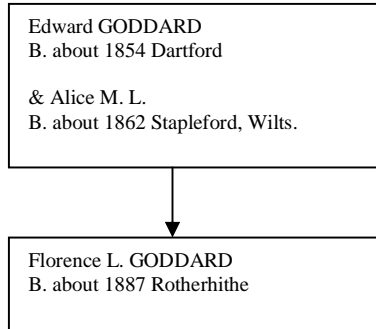 Edward GODDARD
B. about 1854 Dartford
& Alice M. L.
B. about 1862 Stapleford, Wilts.
Florence L. GODDARD
B. about 1887 Rotherhithe